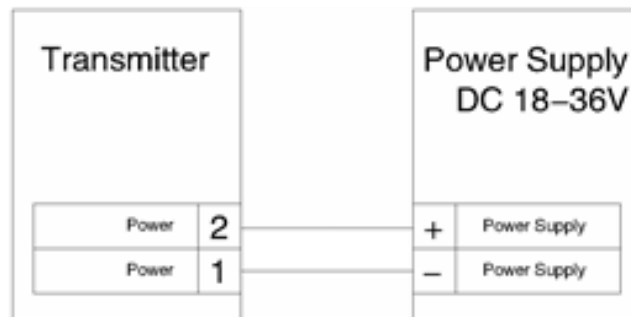 Transmitter
Power Supply
DC 18–36V
Power 2
Power 1
+ Power Supply
– Power Supply